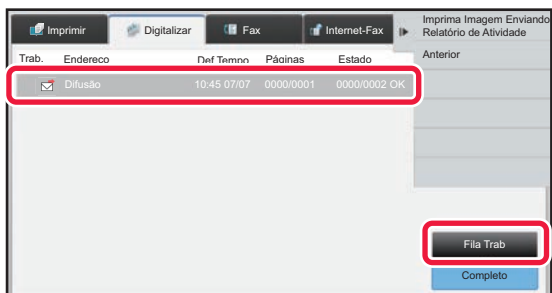 Imprimir Digitalizar Fax Internet-Fax
Imprima Imagem Enviando
Relatório de Atividade
Trab. Endereço Def Tempo Páginas Estado
Anterior
Difusão 10:45 07/07 0000/0001 0000/0002 OK
Fila Trab
Completo